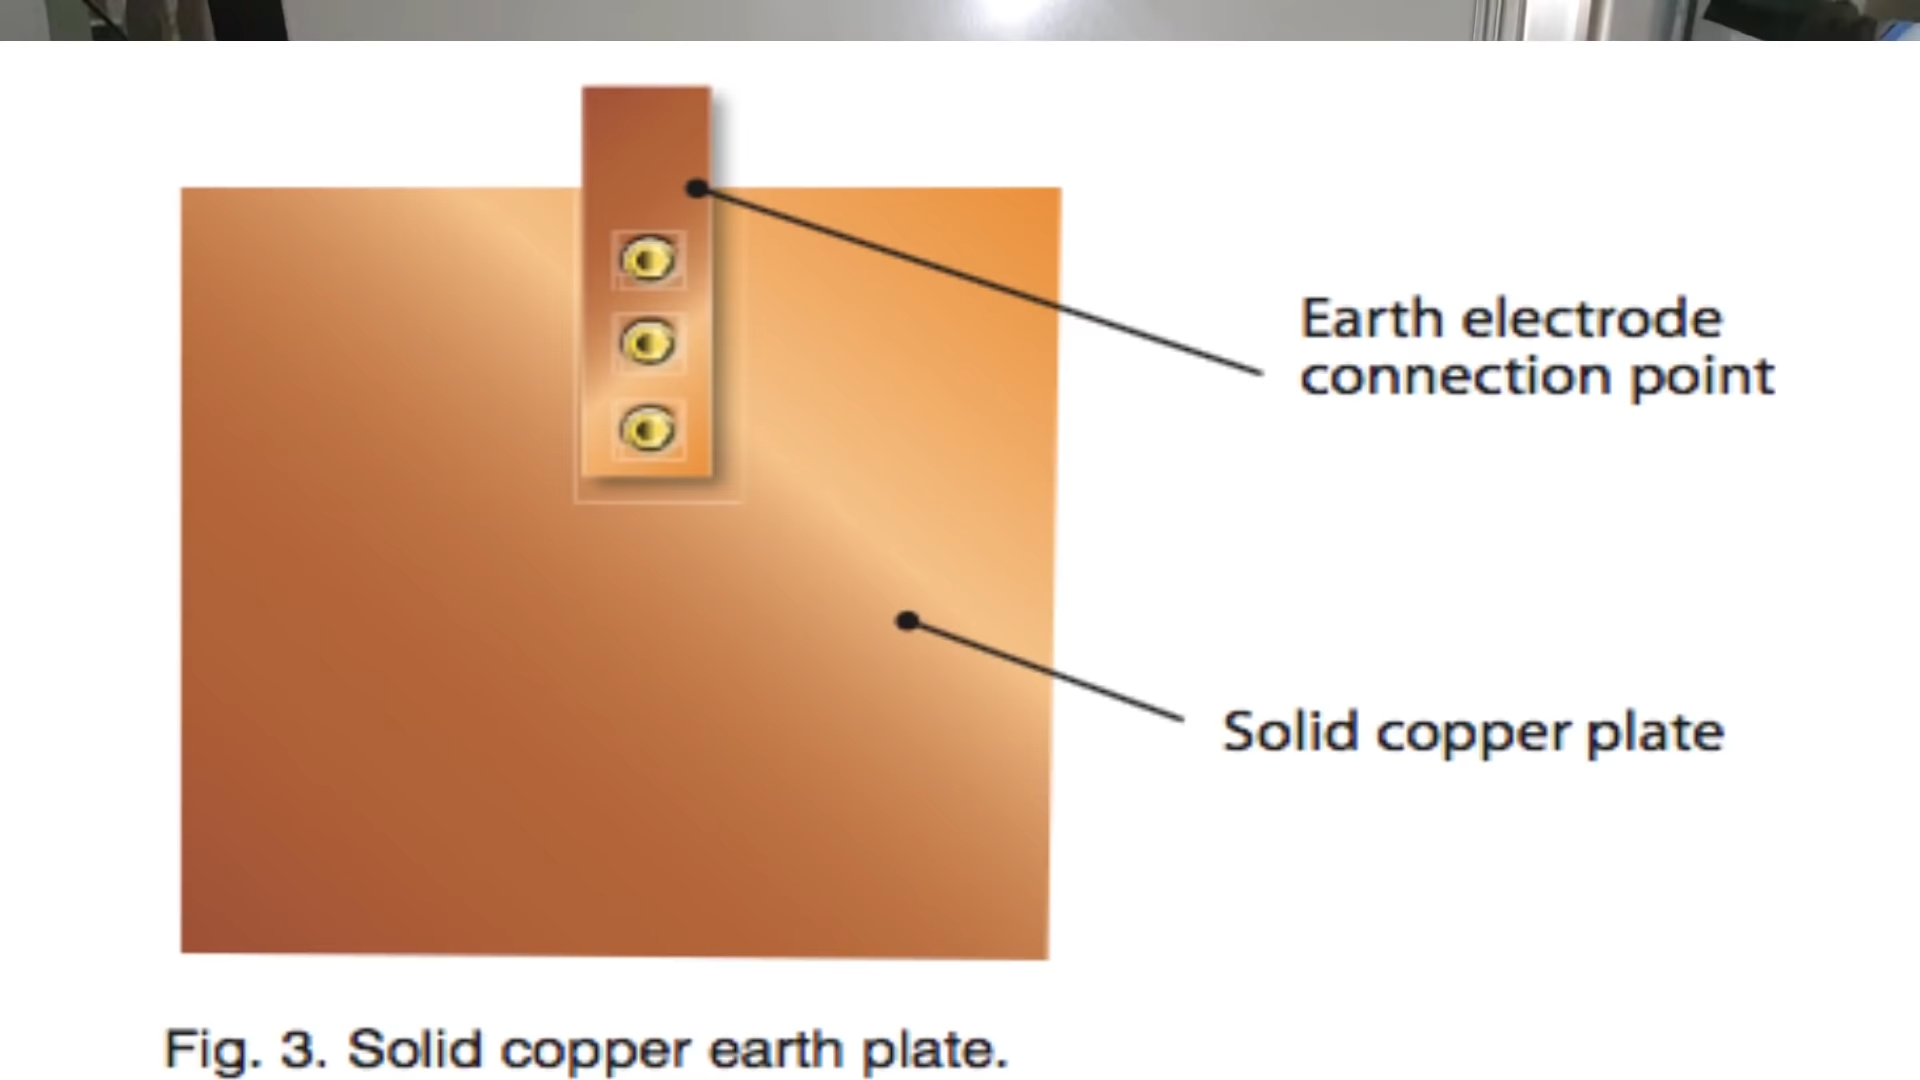 Earth electrode
connection point
Solid copper plate
Fig. 3. Solid copper earth plate.